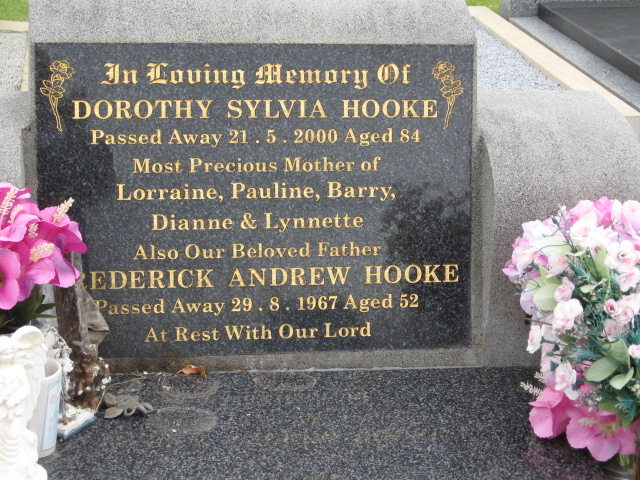 In Loving Memory Of
DOROTHY SYLVIA HOOKE
Passed Away 21 . 5 . 2000 Aged 84
Most Precious Mother of
Lorraine, Pauline, Barry,
Dianne & Lynnette
Also Our Beloved Father
EDERICK ANDREW HOOKE
Passed Away 29 . 8 . 1967 Aged 52
At Rest With Our Lord